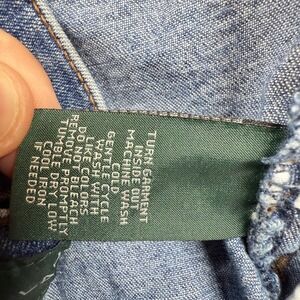 TURN GARMENT
INSIDE OUT
MACHINE WASH
COLD
GENTLE CYCLE
WASH WITH
LIKE COLORS
DO NOT BLEACH
REMOVE PROMPTLY
TUMBLE DRY LOW
COOL IRON
IF NEEDED